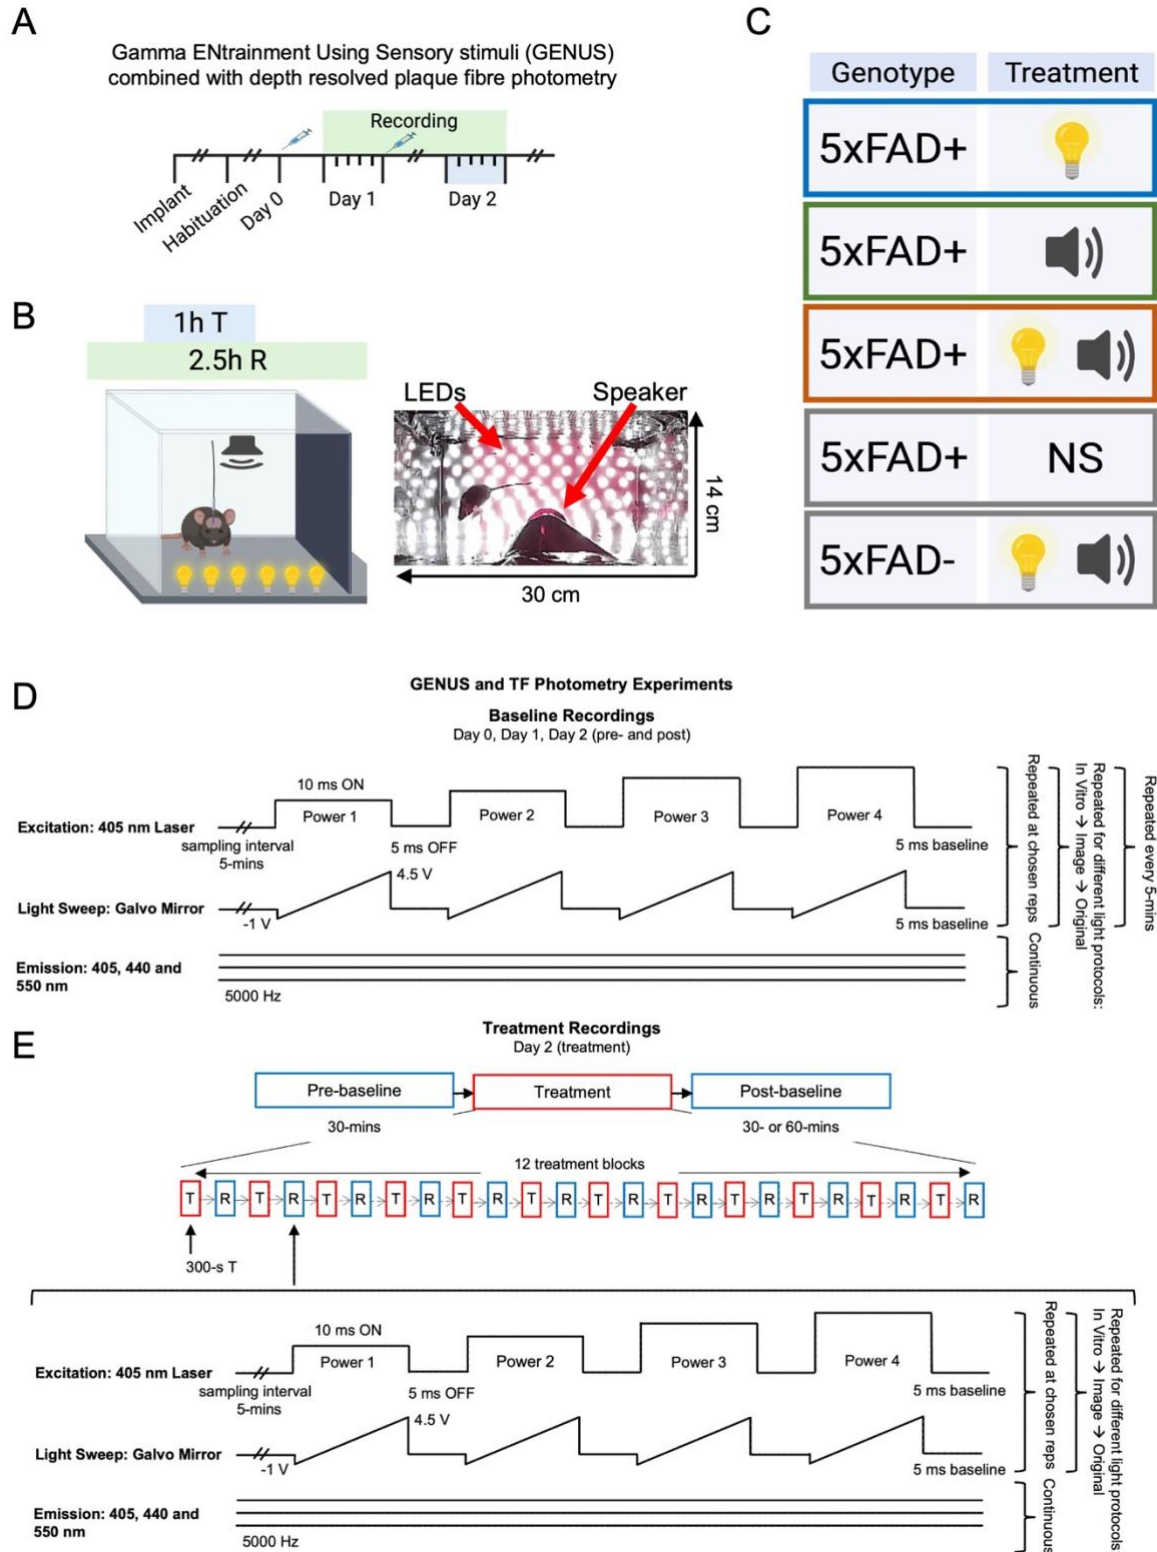 A
Gamma ENtrainment Using Sensory stimuli (GENUS)
combined with depth resolved plaque fibre photometry
Recording
Implant
Habituation
Day 0
Day 1
Day 2
B
1h T
2.5h R
LEDs
Speaker
14 cm
30 cm
C
Genotype
Treatment
5xFAD+
5xFAD+
5xFAD+
5xFAD+
NS
5xFAD-
D
GENUS and TF Photometry Experiments
Baseline Recordings
Day 0, Day 1, Day 2 (pre- and post)
10 ms ON
Power 1
Power 2
Power 3
Power 4
Excitation: 405 nm Laser
sampling interval
5-mins
5 ms OFF
5 ms baseline
4.5 V
Light Sweep: Galvo Mirror
-1 V
5 ms baseline
Emission: 405, 440 and
550 nm
5000 Hz
Repeated at chosen reps
Continuous
Repeated for different light protocols:
In Vitro → Image → Original
Repeated every 5-mins
E
Treatment Recordings
Day 2 (treatment)
Pre-baseline
Treatment
Post-baseline
30-mins
30- or 60-mins
12 treatment blocks
T R T R T R T R T R T R T R T R T R T R T R T R
300-s T
10 ms ON
Power 1
Power 2
Power 3
Power 4
Excitation: 405 nm Laser
sampling interval
5-mins
5 ms OFF
5 ms baseline
4.5 V
Light Sweep: Galvo Mirror
-1 V
5 ms baseline
Emission: 405, 440 and
550 nm
5000 Hz
Repeated at chosen reps
Continuous
Repeated for different light protocols
In Vitro → Image → Original